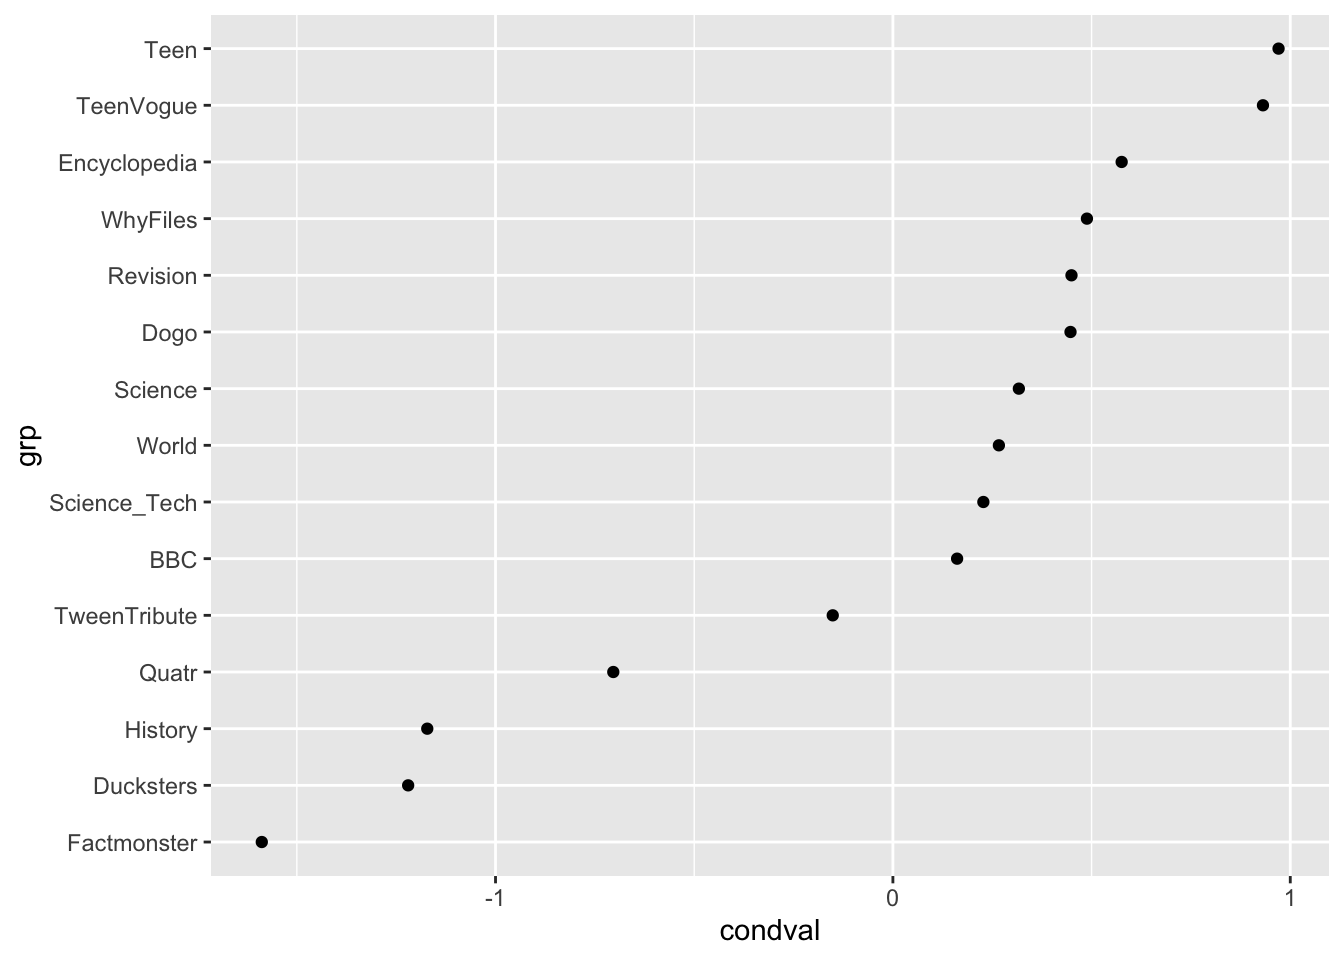 Teen
TeenVogue
Encyclopedia
WhyFiles
Revision
Dogo
Science
World
Science_Tech
BBC
TweenTribute
Quatr
History
Ducksters
Factmonster
grp
-1 0 1
condval